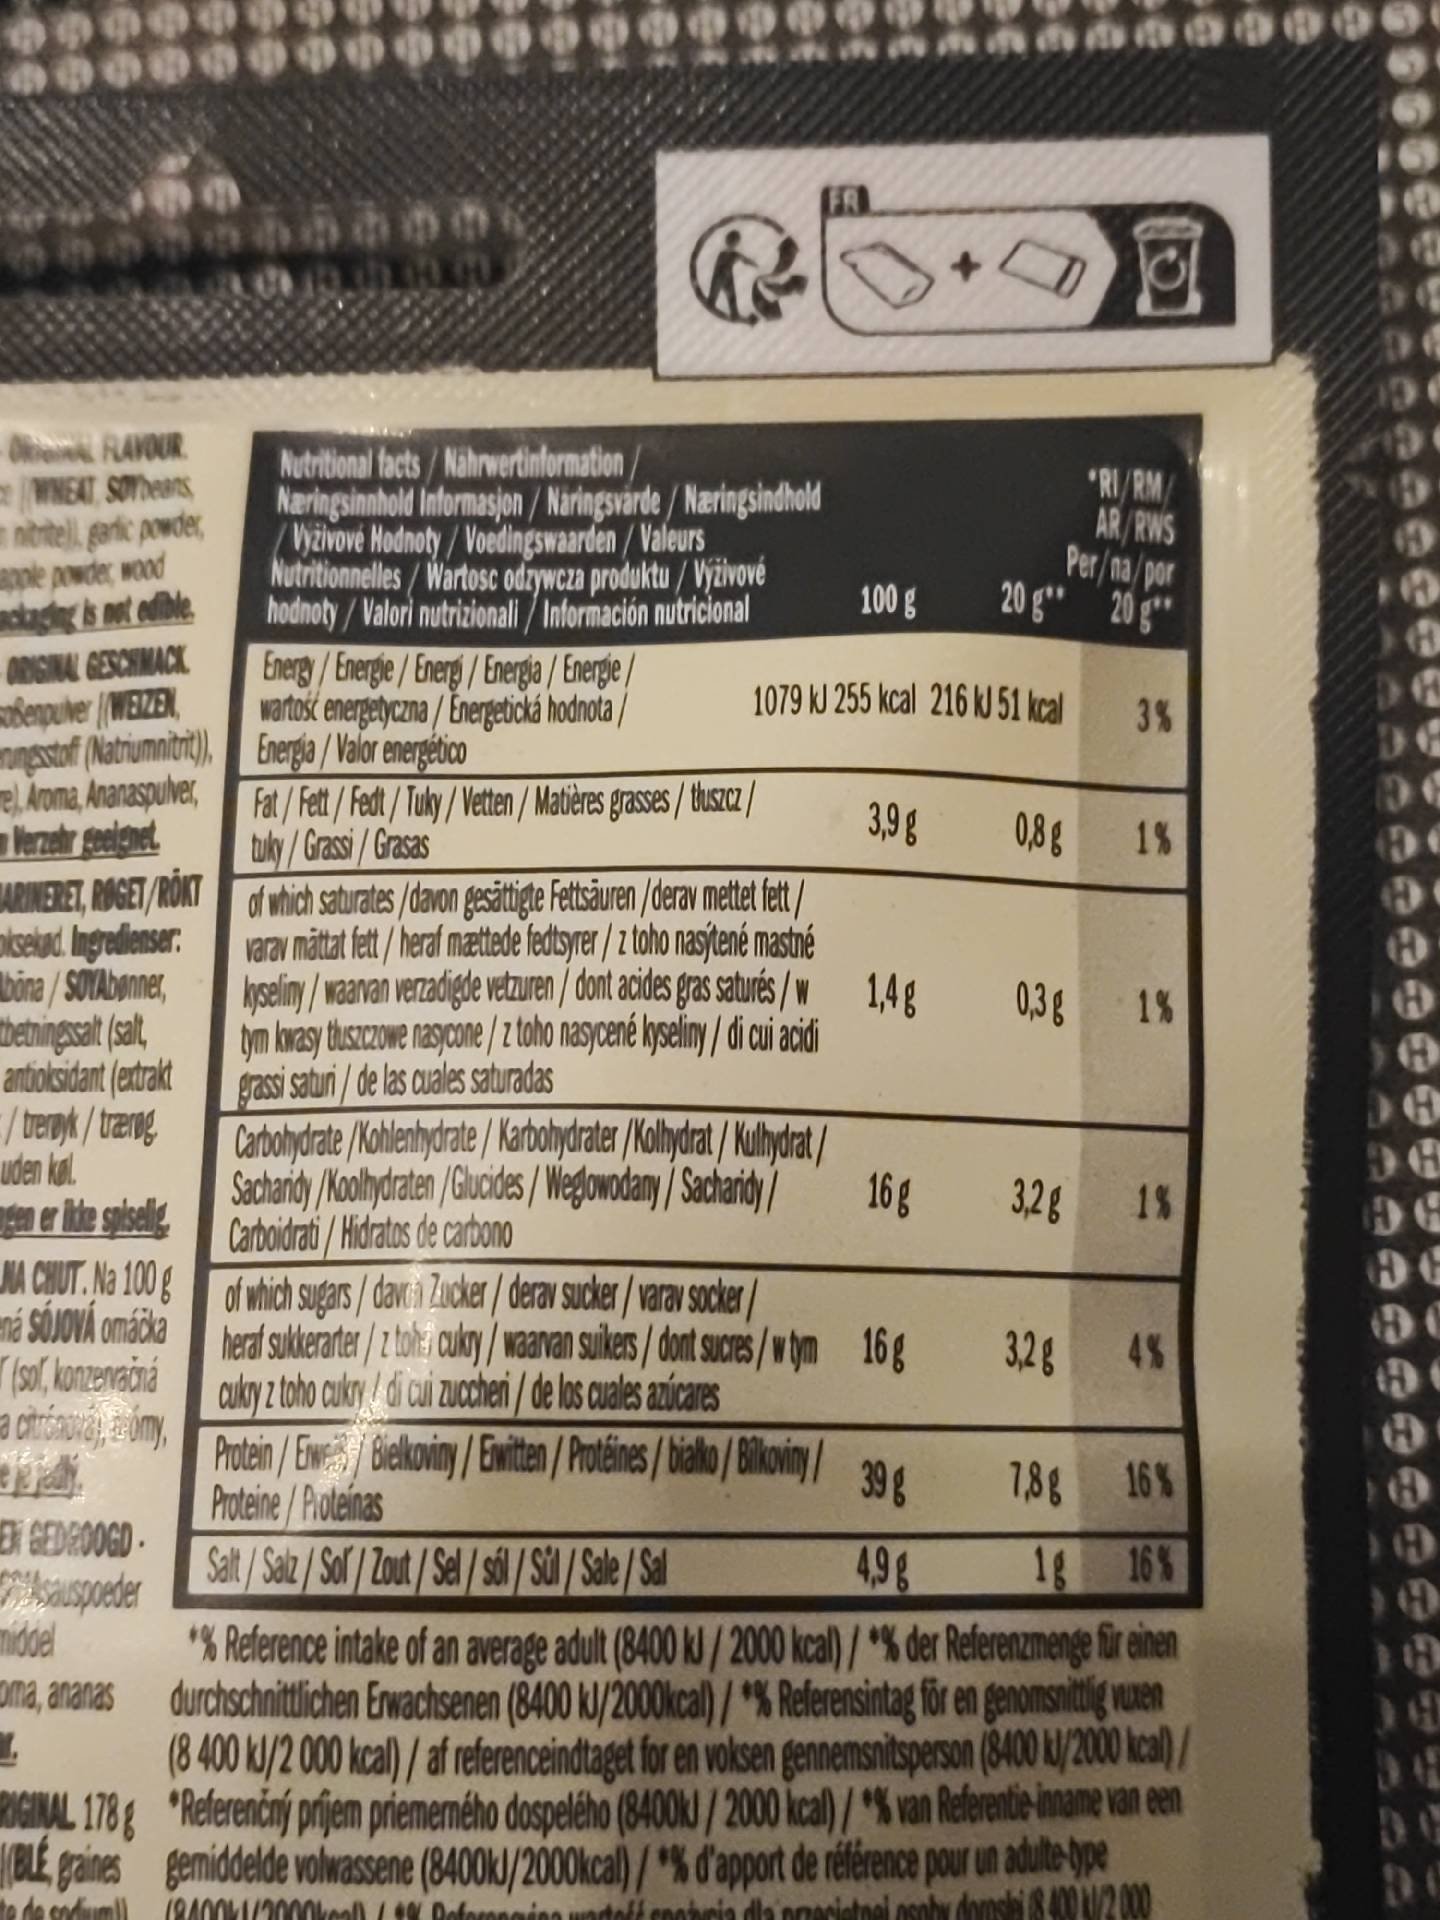 FR
Nutritional facts / Nährwertinformation /
Næringsinnhold Informasjon / Näringsvärde / Næringsindhold
/ Vyživové Hodnoty / Voedingswaarden / Valeurs
Nutritionnelles / Wartosc odzywcza produktu / Výživové
hodnoty / Valori nutrizionali / Información nutricional
100 g
20 g**
*RI/RM/
AR/RWS
Per/na/por
20 g**
Energy / Energie / Energi / Energia / Energie /
wartość energetyczna / Energetická hodnota /
Energia / Valor energético
1079 kJ 255 kcal 216 kJ 51 kcal 3%
Fat / Fett / Fedt / Tuky / Vetten / Matières grasses / tłuszcz /
tuky / Grassi / Grasas
3,9 g 0,8 g 1%
of which saturates /davon gesättigte Fettsäuren /derav mettet fett /
varav mättat fett / heraf mættede fedtsyrer / z toho nasýtené mastné
kyseliny / waarvan verzadigde vetzuren / dont acides gras saturés / w
tym kwasy tłuszczowe nasycone / z toho nasycené kyseliny / di cui acidi
grassi saturi / de las cuales saturadas
1,4 g 0,3 g 1%
Carbohydrate /Kohlenhydrate / Karbohydrater /Kolhydrat / Kulhydrat /
Sacharidy /Koolhydraten /Glucides / Weglowodany / Sacharidy /
Carboidrati / Hidratos de carbono
16 g 3,2 g 1%
of which sugars / davon Zucker / derav sucker / varav socker /
heraf sukkerarter / z toho cukry / waarvan suikers / dont sucres / w tym
cukry z toho cukry / di cui zuccheri / de los cuales azúcares
16 g 3,2 g 4%
Protein / / Bielkoviny / Eiwitten / Protéines / białko / Bílkoviny /
Proteine / Proteínas
39 g 7,8 g 16%
Salt / Salz / Soľ / Zout / Sel / sól / Sůl / Sale / Sal
4,9 g 1 g 16%
*% Reference intake of an average adult (8400 kJ / 2000 kcal) / *% der Referenzmenge für einen
durchschnittlichen Erwachsenen (8400 kJ/2000kcal) / *% Referensintag för en genomsnittlig vuxen
(8 400 kJ/2 000 kcal) / af referenceindtaget for en voksen gennemsnitsperson (8400 kJ/2000 kcal) /
*Referenčný príjem priemerného dospelého (8400kJ / 2000 kcal) / *% van Referentie-inname van een
gemiddelde volwassene (8400kJ/2000kcal) / *% d'apport de référence pour un adulte-type
FLAVOUR.
WHEAT, SOYbeans,
nitrite)), garlic powder,
apple powder, wood
is not edible.
ORIGINAL GESCHMACK.
(WEIZEN,
(Natriumnitrit)),
Aroma, Ananaspulver,
Verzehr geeignet.
RØGET/RÖKT
Ingredienser:
/ SOYAbønner,
(salt,
antioksidant (extrakt
/ trerøyk / trærøg.
uden køl.
er ikke spiselig.
CHUT. Na 100 g
SÓJOVÁ omáčka
(soľ, konzervačná
GEDROOGD -
ananas
178 g
(BLÉ, graines